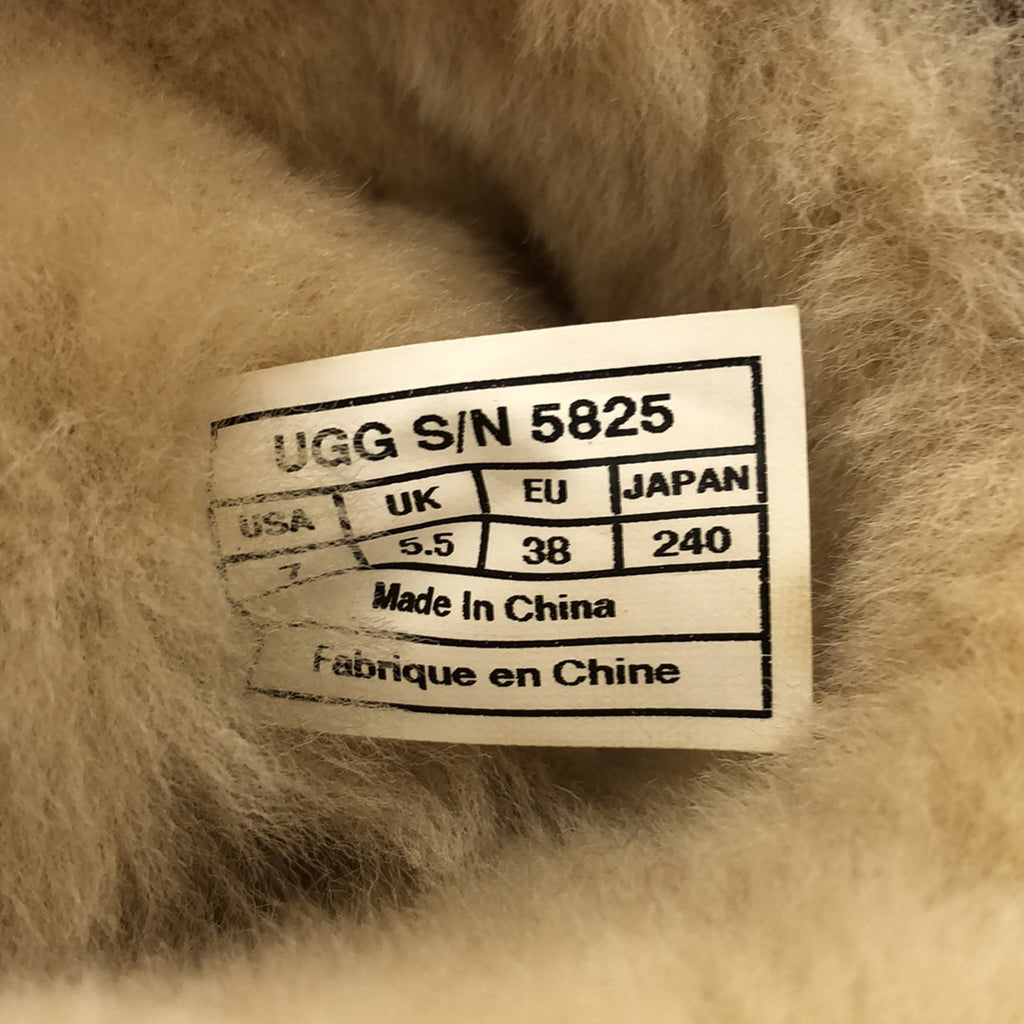 UGG S/N 5825
USA UK EU JAPAN
7 5.5 38 240
Made In China
Fabrique en Chine